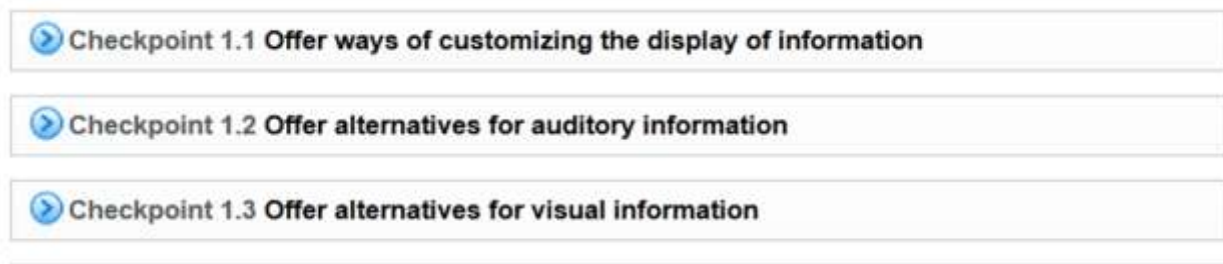 Checkpoint 1.1 Offer ways of customizing the display of information
Checkpoint 1.2 Offer alternatives for auditory information
Checkpoint 1.3 Offer alternatives for visual information